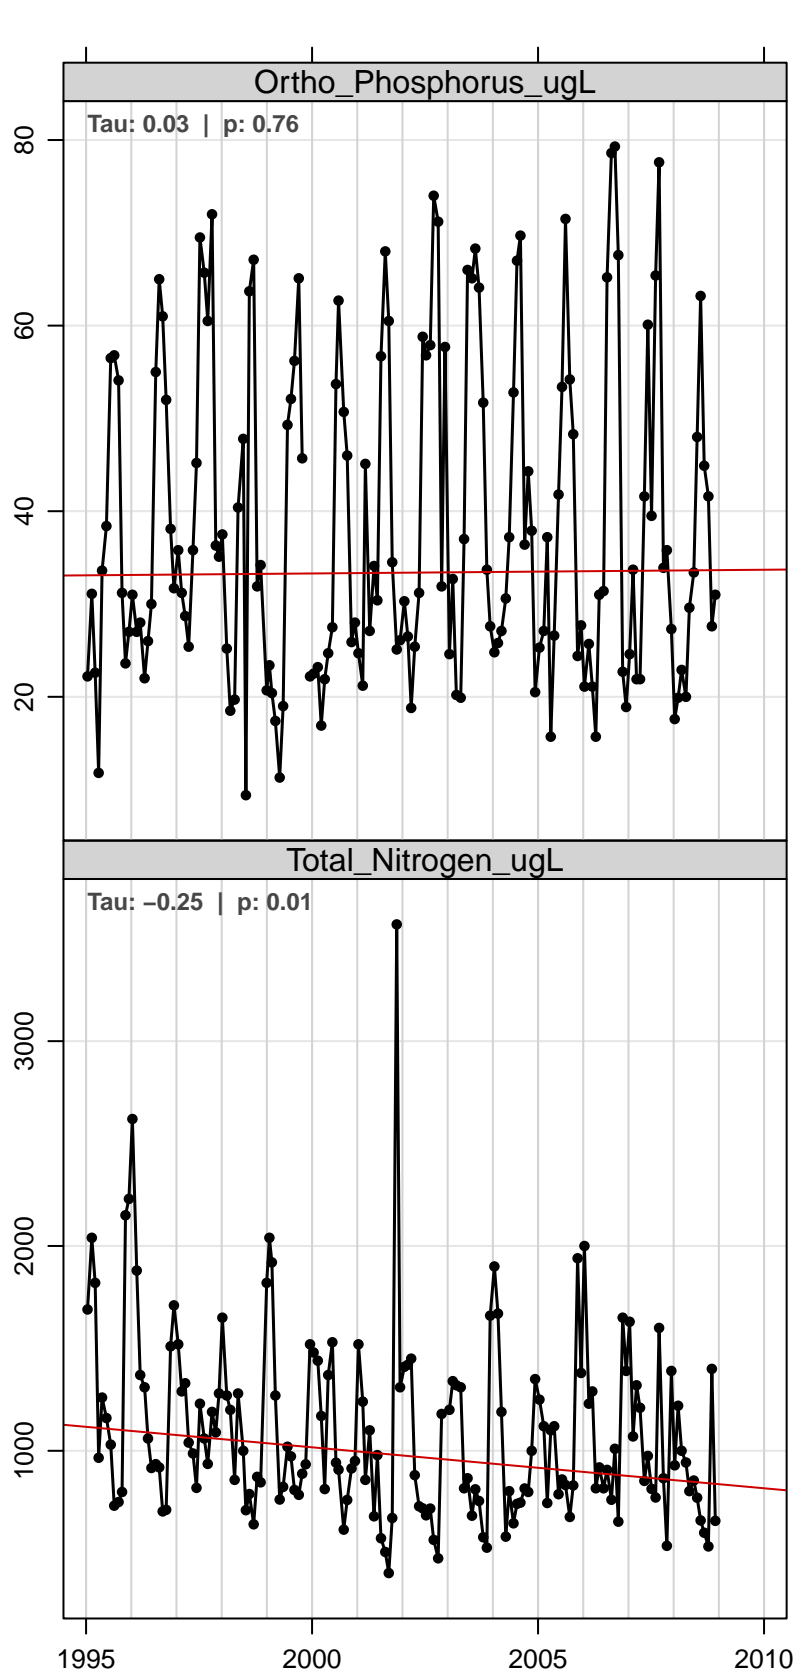 Ortho_Phosphorus_ugL
Tau: 0.03 | p: 0.76
80
60
40
20
Total_Nitrogen_ugL
Tau: −0.25 | p: 0.01
3000
2000
1000
1995 2000 2005 2010